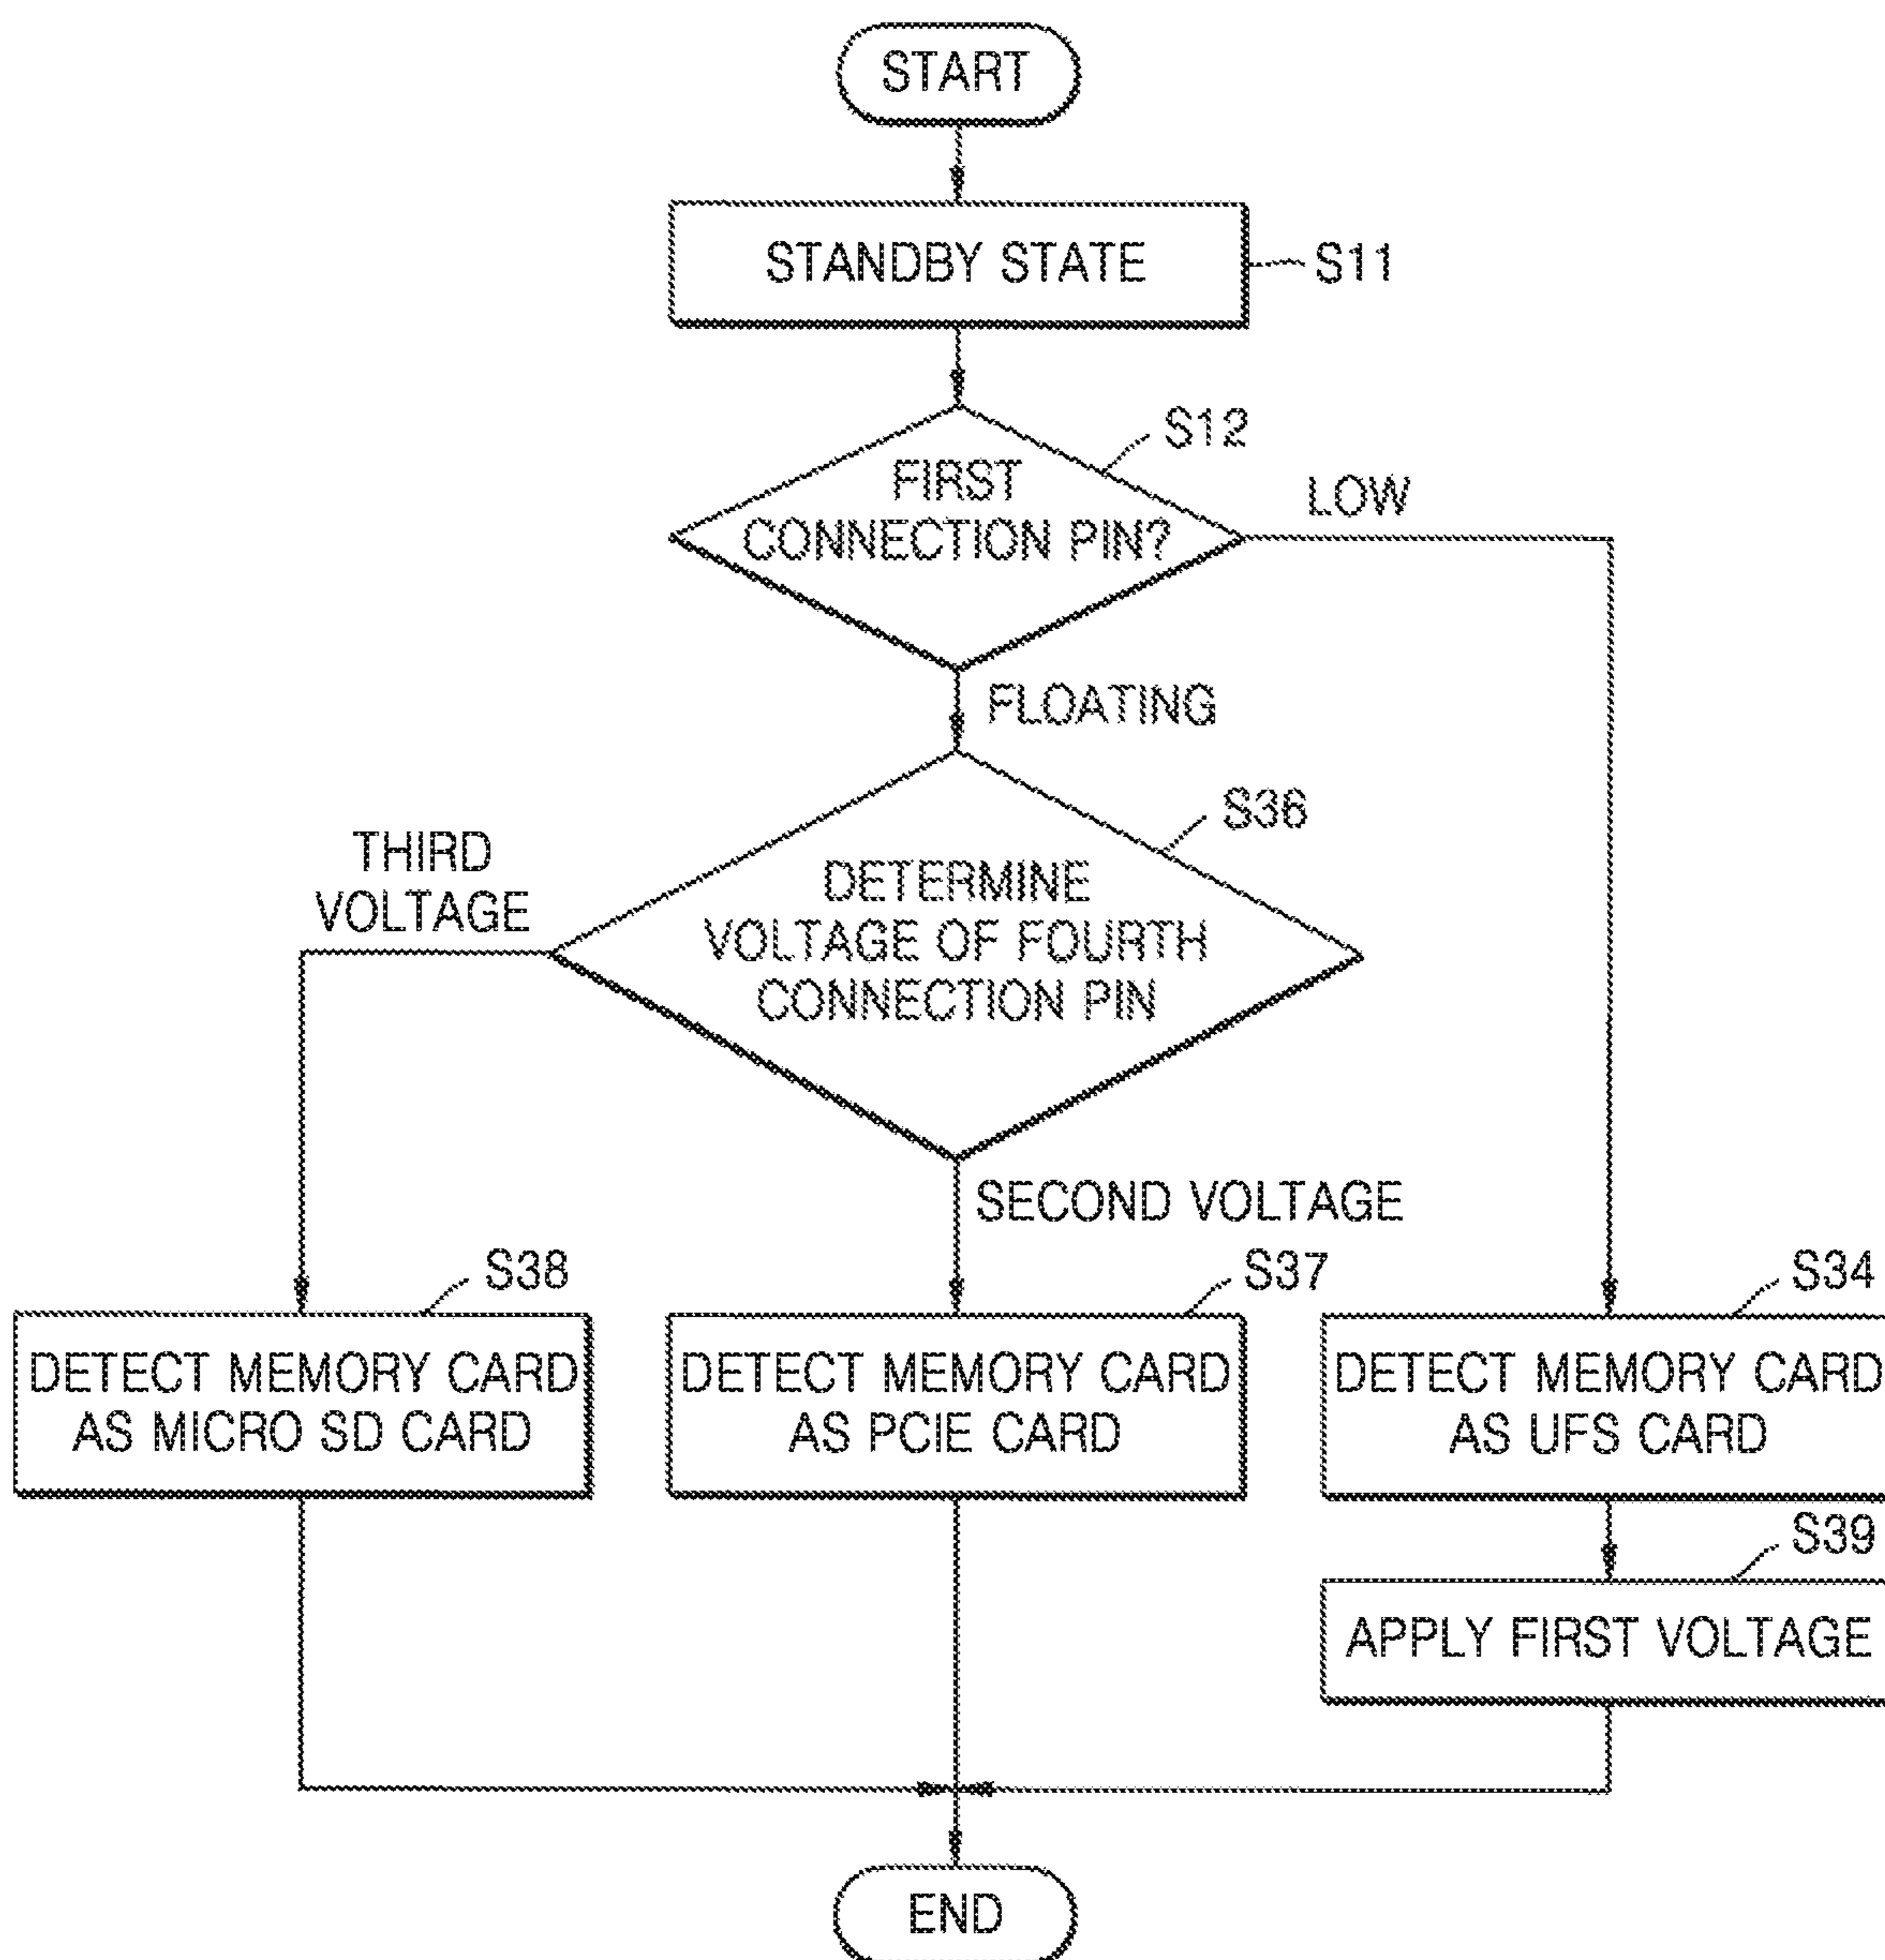 START
STANDBY STATE
S11
S12
FIRST
CONNECTION PIN?
LOW
FLOATING
S36
THIRD
VOLTAGE
DETERMINE
VOLTAGE OF FOURTH
CONNECTION PIN
SECOND VOLTAGE
S38
S37
S34
DETECT MEMORY CARD
AS MICRO SD CARD
DETECT MEMORY CARD
AS PCIE CARD
DETECT MEMORY CARD
AS UFS CARD
S39
APPLY FIRST VOLTAGE
END